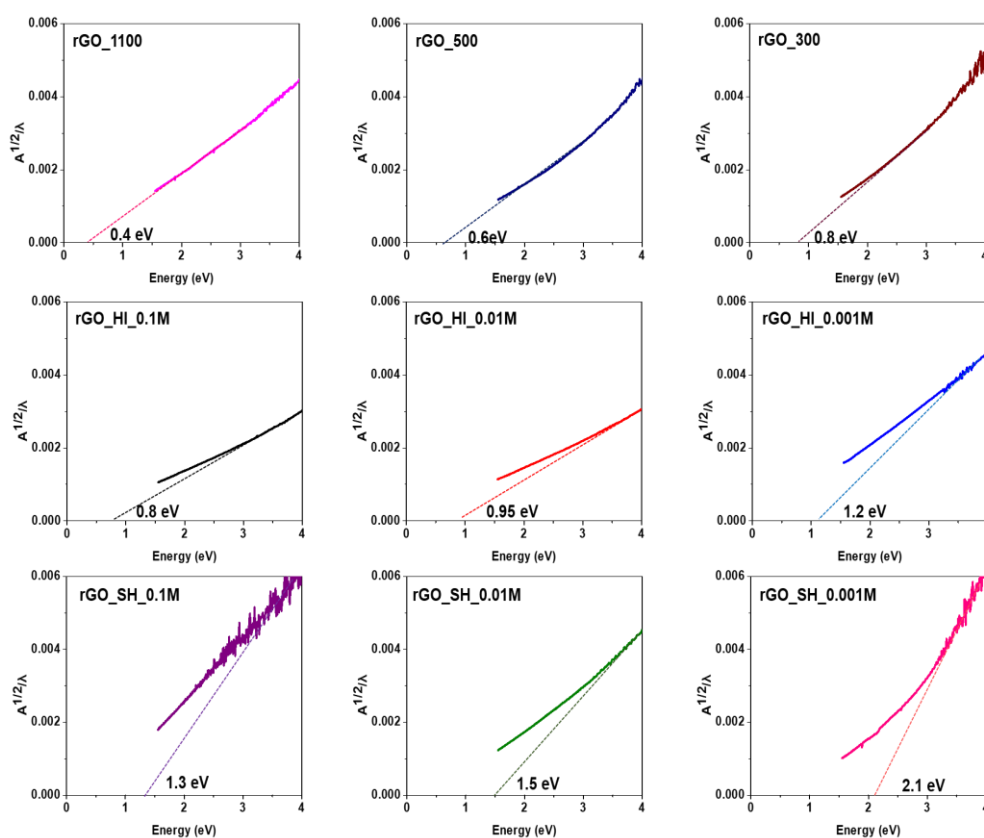 rGO_1100
0.006
0.004
0.002
0.000
A1/2/λ
0.4 eV
0 1 2 3 4
Energy (eV)
rGO_500
0.006
0.004
0.002
0.000
A1/2/λ
0.6eV
0 1 2 3 4
Energy (eV)
rGO_300
0.006
0.004
0.002
0.000
A1/2/λ
0.8eV
0 1 2 3 4
Energy (eV)
rGO_HI_0.1M
0.006
0.004
0.002
0.000
A1/2/λ
0.8 eV
0 1 2 3 4
Energy (eV)
rGO_HI_0.01M
0.006
0.004
0.002
0.000
A1/2/λ
0.95 eV
0 1 2 3 4
Energy (eV)
rGO_HI_0.001M
0.006
0.004
0.002
0.000
A1/2/λ
1.2 eV
0 1 2 3 4
Energy (eV)
rGO_SH_0.1M
0.006
0.004
0.002
0.000
A1/2/λ
1.3 eV
0 1 2 3 4
Energy (eV)
rGO_SH_0.01M
0.006
0.004
0.002
0.000
A1/2/λ
1.5 eV
0 1 2 3 4
Energy (eV)
rGO_SH_0.001M
0.006
0.004
0.002
0.000
A1/2/λ
2.1 eV
0 1 2 3 4
Energy (eV)